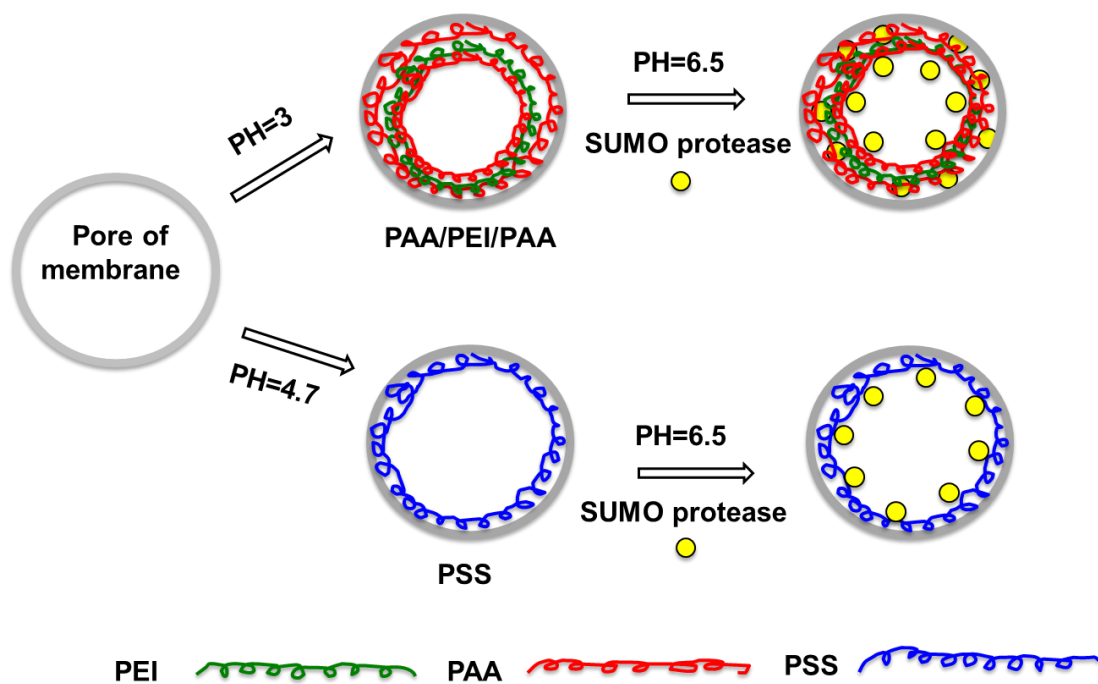 PH=3
PH=6.5
SUMO protease
PAA/PEI/PAA
Pore of
membrane
PH=4.7
PH=6.5
SUMO protease
PSS
PEI
PAA
PSS